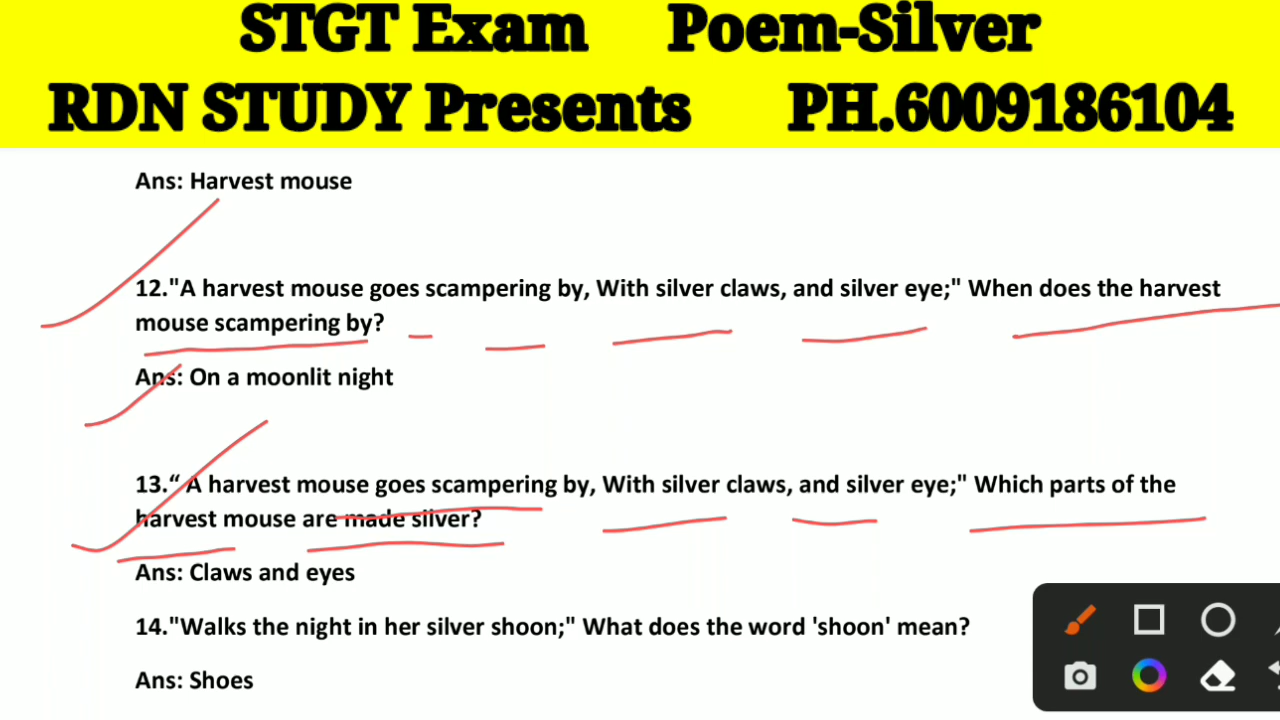 STGT Exam Poem-Silver
RDN STUDY Presents PH.6009186104
Ans: Harvest mouse
12."A harvest mouse goes scampering by, With silver claws, and silver eye;" When does the harvest
mouse scampering by?
Ans: On a moonlit night
13.“ A harvest mouse goes scampering by, With silver claws, and silver eye;" Which parts of the
harvest mouse are made silver?
Ans: Claws and eyes
14."Walks the night in her silver shoon;" What does the word 'shoon' mean?
Ans: Shoes